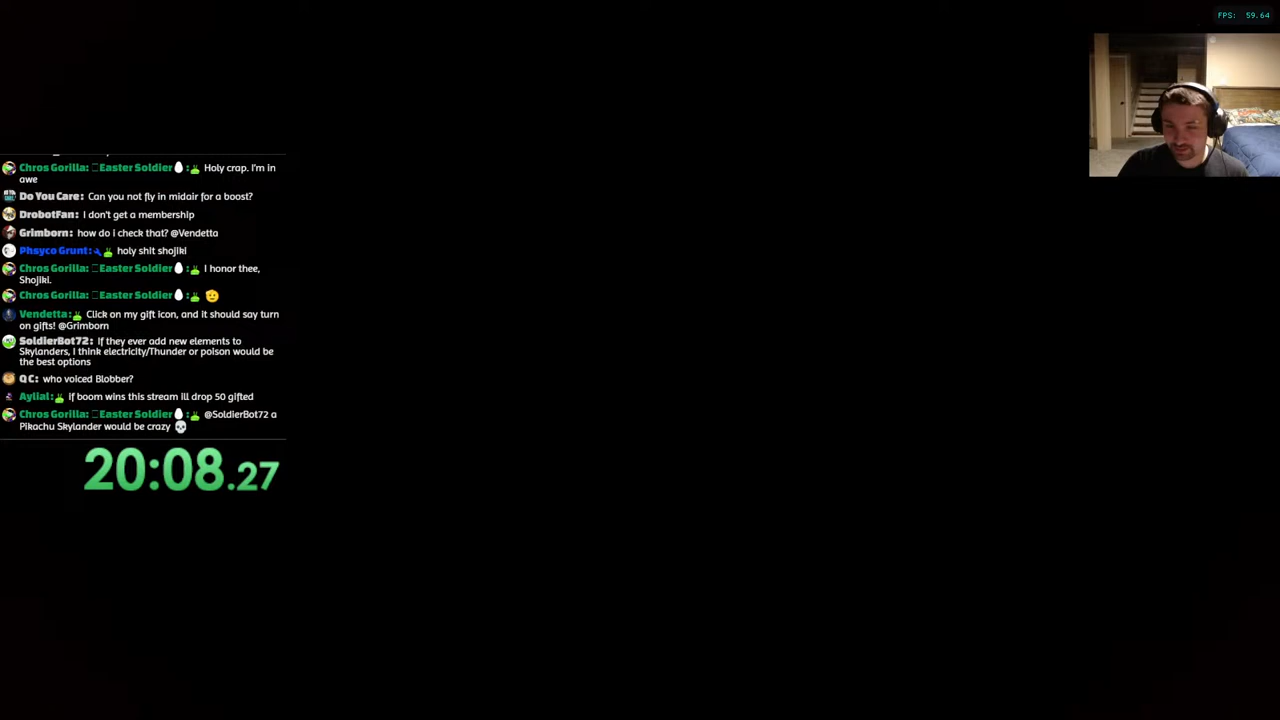 FPS: 59.64
Chros Gorilla: Easter Soldier: Holy crap. I'm in
awe
Do You Care: Can you not fly in midair for a boost?
DrobotFan: I don't get a membership
Grimborn: how do i check that? @Vendetta
Phsyco Grunt: holy shit shojiki
Chros Gorilla: Easter Soldier: I honor thee,
Shojiki.
Chros Gorilla: Easter Soldier: 🫡
Vendetta: Click on my gift icon, and it should say turn
on gifts! @Grimborn
SoldierBot72: If they ever add new elements to
Skylanders, I think electricity/Thunder or poison would be
the best options
QC: who voiced Blobber?
Aylial: if boom wins this stream ill drop 50 gifted
Chros Gorilla: Easter Soldier: @SoldierBot72 a
Pikachu Skylander would be crazy 💀
20:08.27